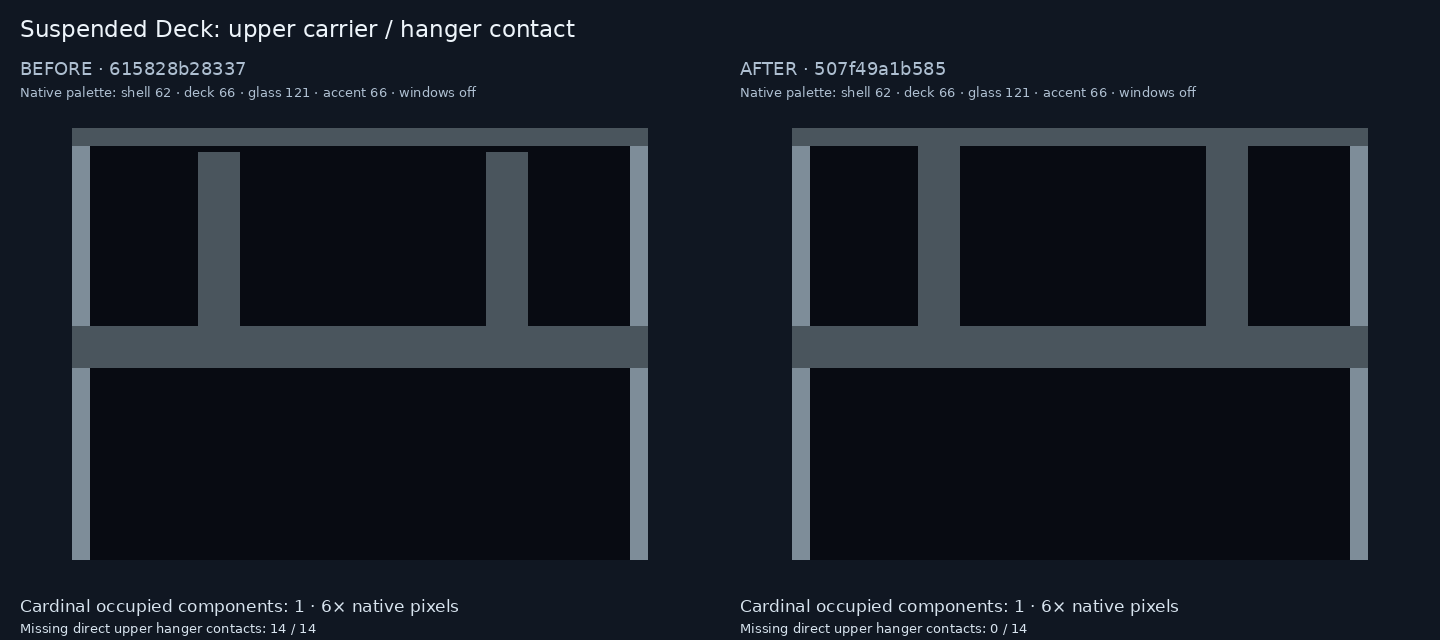 Suspended Deck: upper carrier / hanger contact
BEFORE · 615828b28337
Native palette: shell 62 · deck 66 · glass 121 · accent 66 · windows off
AFTER · 507f49a1b585
Native palette: shell 62 · deck 66 · glass 121 · accent 66 · windows off
Cardinal occupied components: 1 · 6× native pixels
Missing direct upper hanger contacts: 14 / 14
Cardinal occupied components: 1 · 6× native pixels
Missing direct upper hanger contacts: 0 / 14